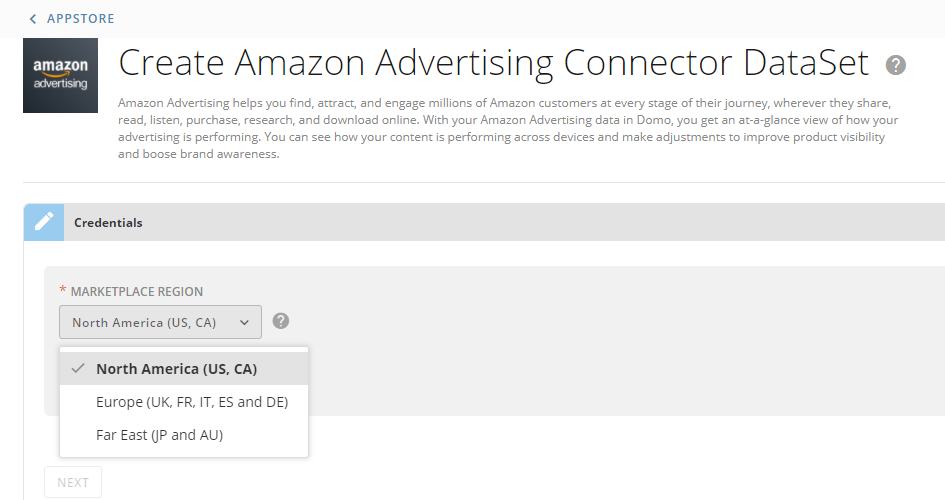 APPSTORE
amazon
advertising
Create Amazon Advertising Connector DataSet ?
Amazon Advertising helps you find, attract, and engage millions of Amazon customers at every stage of their journey, wherever they share,
read, listen, purchase, research, and download online. With your Amazon Advertising data in Domo, you get an at-a-glance view of how your
advertising is performing. You can see how your content is performing across devices and make adjustments to improve product visibility
and boose brand awareness.
Credentials
* MARKETPLACE REGION
North America (US, CA) ?
North America (US, CA)
Europe (UK, FR, IT, ES and DE)
Far East (JP and AU)
NEXT